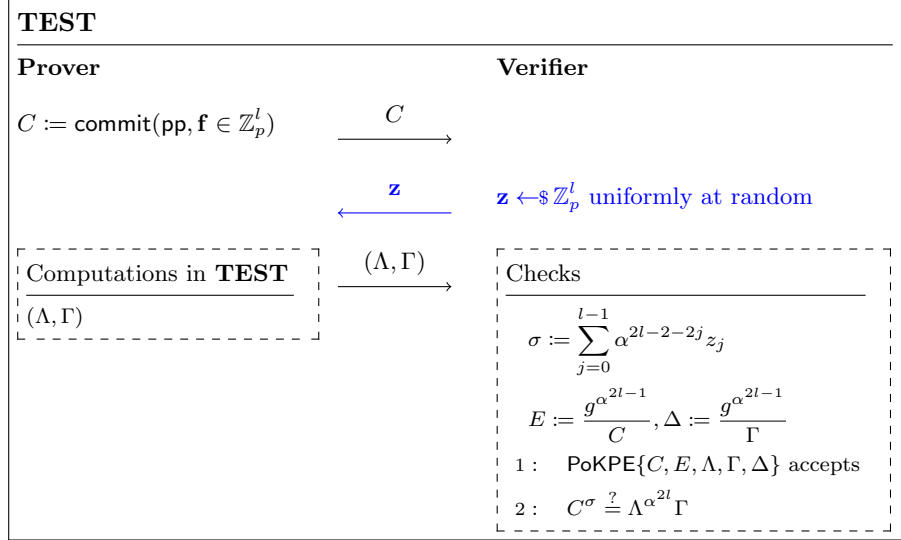 TEST
Prover Verifier
C := commit(pp, f ∈ ℤ_p^l) C
z z ←$ ℤ_p^l uniformly at random
Computations in TEST (Λ, Γ) Checks
(Λ, Γ)
σ := ∑_{j=0}^{l−1} α^{2l−2−2j} z_j
E := g^{α^{2l−1}} / C, Δ := g^{α^{2l−1}} / Γ
1 : PoKPE{C, E, Λ, Γ, Δ} accepts
2 : C^σ ≟ Λ^{α^{2l}} Γ